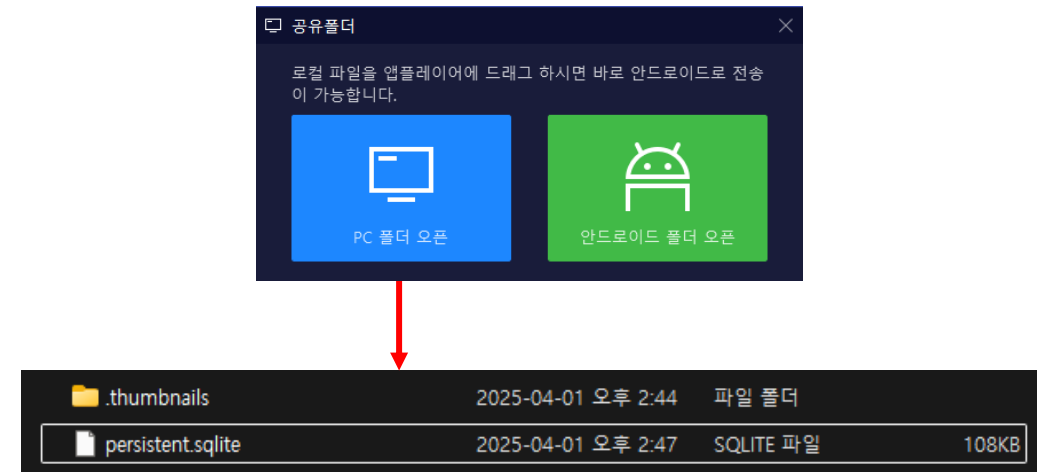 공유폴더
로컬 파일을 앱플레이어에 드래그 하시면 바로 안드로이드로 전송
이 가능합니다.
PC 폴더 오픈
안드로이드 폴더 오픈
.thumbnails 2025-04-01 오후 2:44 파일 폴더
persistent.sqlite 2025-04-01 오후 2:47 SQLITE 파일 108KB